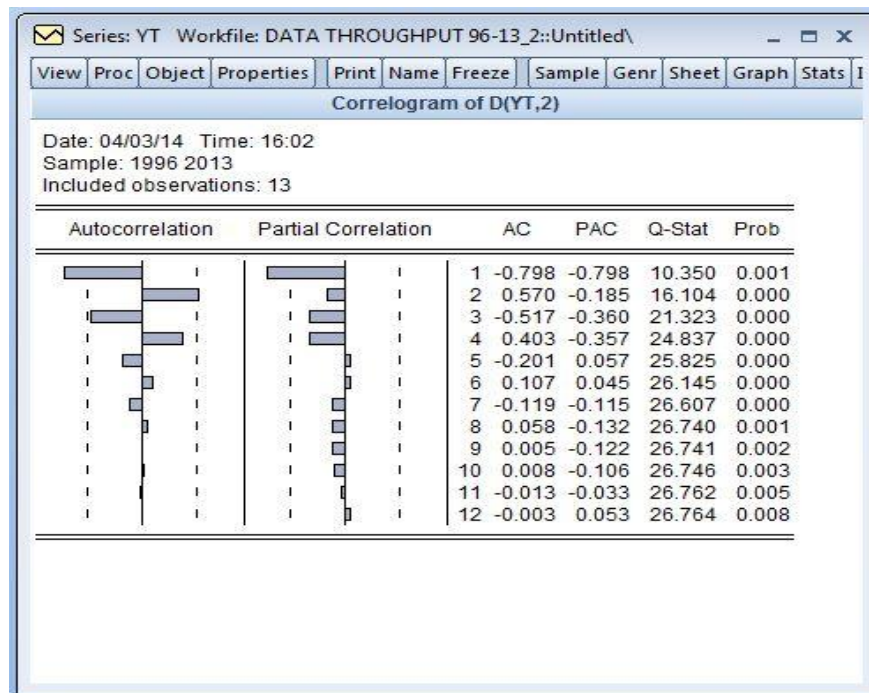 Series: YT Workfile: DATA THROUGHPUT 96-13_2::Untitled\
View Proc Object Properties Print Name Freeze Sample Genr Sheet Graph Stats I
Correlogram of D(YT,2)
Date: 04/03/14 Time: 16:02
Sample: 1996 2013
Included observations: 13
Autocorrelation Partial Correlation AC PAC Q-Stat Prob
1 -0.798 -0.798 10.350 0.001
2 0.570 -0.185 16.104 0.000
3 -0.517 -0.360 21.323 0.000
4 0.403 -0.357 24.837 0.000
5 -0.201 0.057 25.825 0.000
6 0.107 0.045 26.145 0.000
7 -0.119 -0.115 26.607 0.000
8 0.058 -0.132 26.740 0.001
9 0.005 -0.122 26.741 0.002
10 0.008 -0.106 26.746 0.003
11 -0.013 -0.033 26.762 0.005
12 -0.003 0.053 26.764 0.008